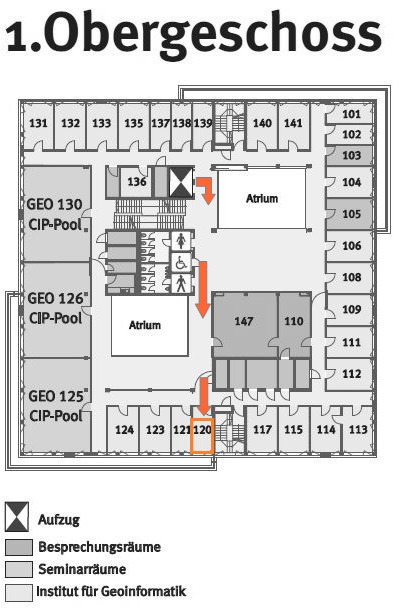 1.Obergeschoss
131 132 133 135 137 138 139 140 141
101
102
103
136
104
GEO 130
CIP-Pool
Atrium
105
106
GEO 126
CIP-Pool
108
109
Atrium
147 110
111
112
GEO 125
CIP-Pool
124 123 121 120 117 115 114 113
Aufzug
Besprechungsräume
Seminarräume
Institut für Geoinformatik